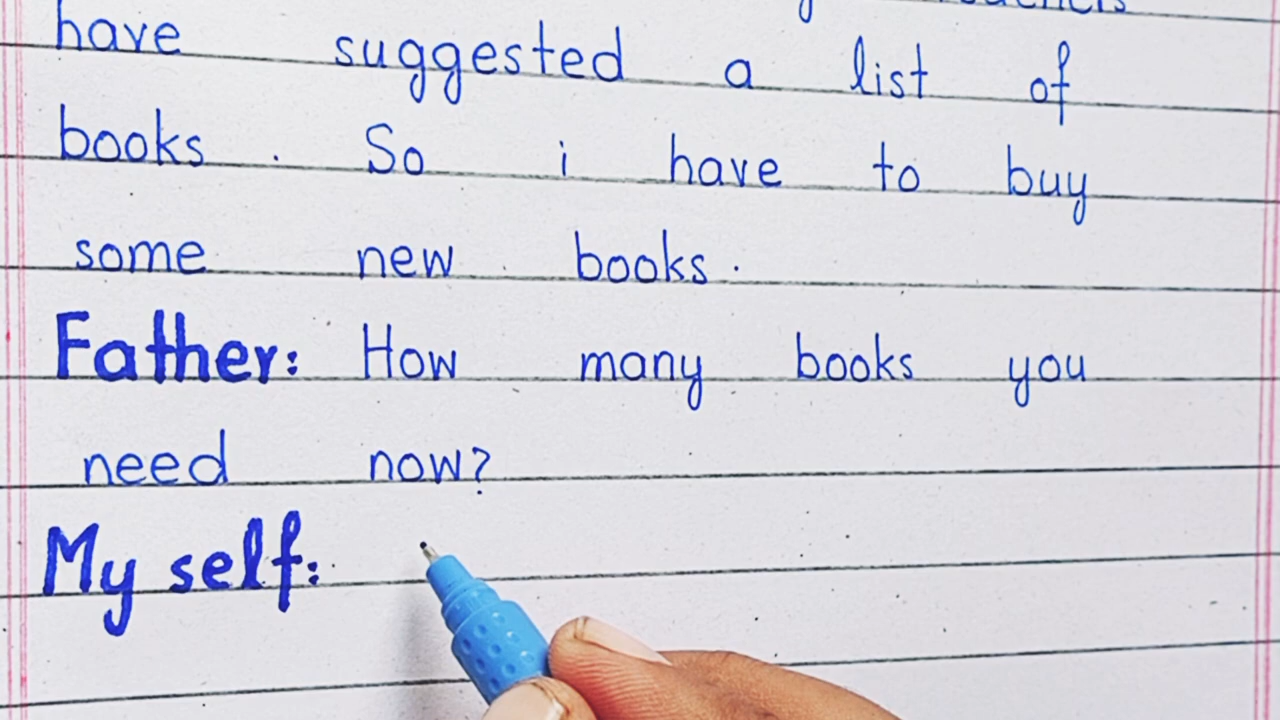 have suggested a list of
books. So i have to buy
some new books.
Father: How many books you
need now?
My self: